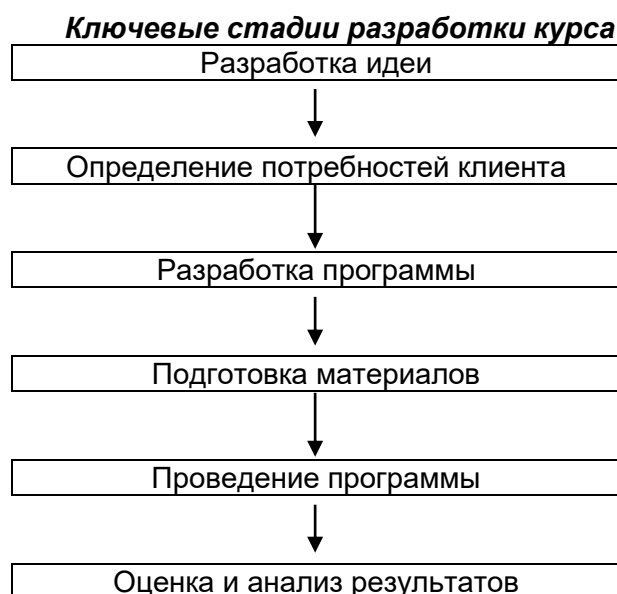 Ключевые стадии разработки курса
Разработка идеи
Определение потребностей клиента
Разработка программы
Подготовка материалов
Проведение программы
Оценка и анализ результатов